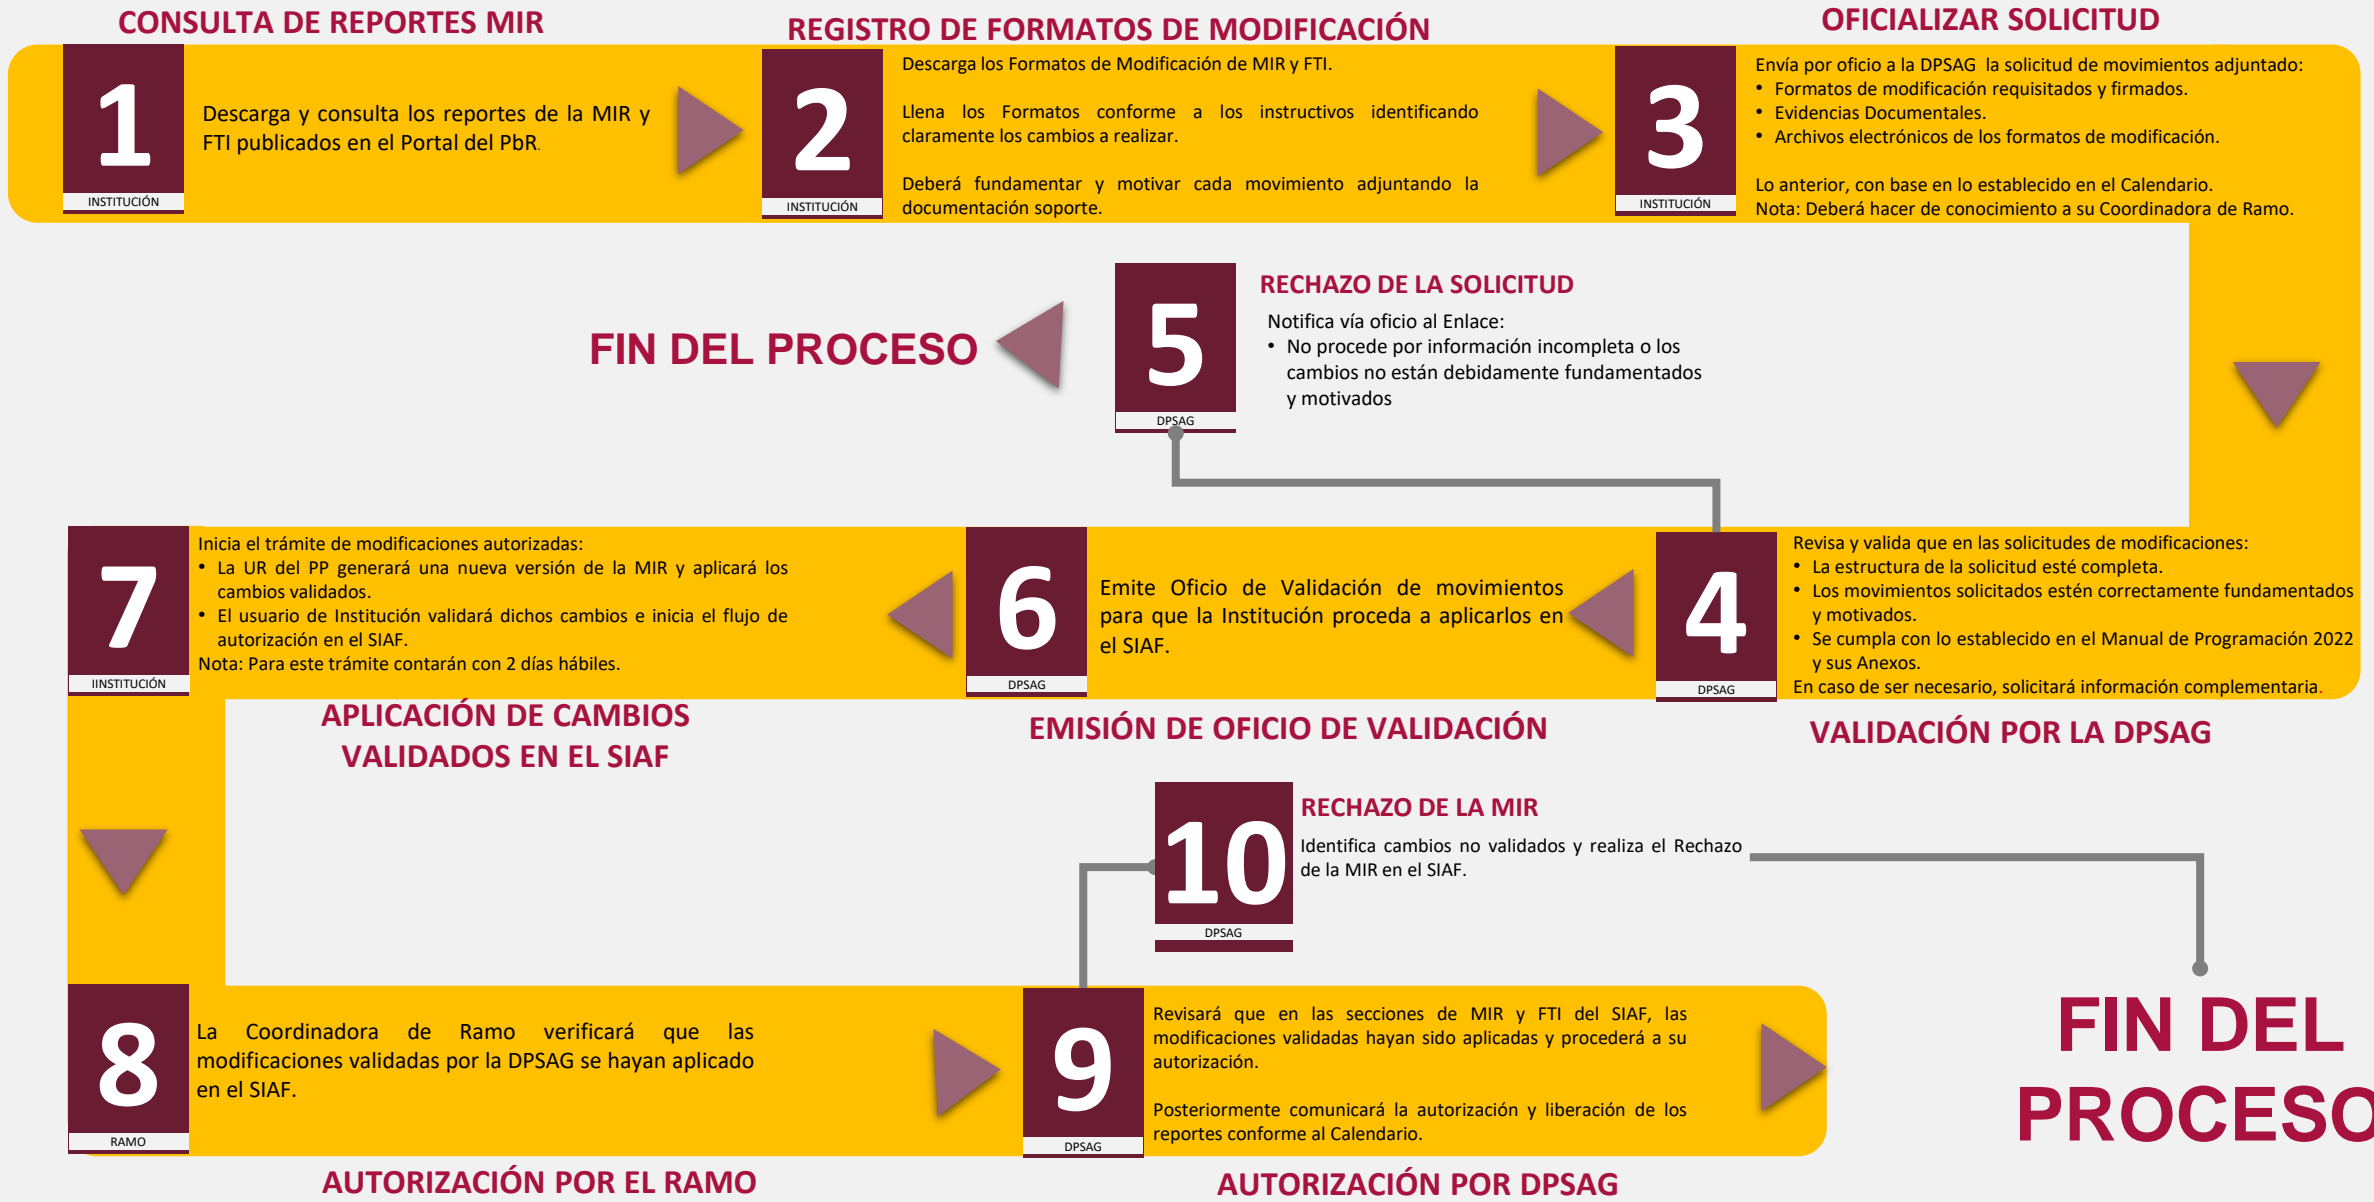 CONSULTA DE REPORTES MIR
1
INSTITUCIÓN
Descarga y consulta los reportes de la MIR y
FTI publicados en el Portal del PbR.
REGISTRO DE FORMATOS DE MODIFICACIÓN
2
INSTITUCIÓN
Descarga los Formatos de Modificación de MIR y FTI.
Llena los Formatos conforme a los instructivos identificando
claramente los cambios a realizar.
Deberá fundamentar y motivar cada movimiento adjuntando la
documentación soporte.
OFICIALIZAR SOLICITUD
3
INSTITUCIÓN
Envía por oficio a la DPSAG la solicitud de movimientos adjuntado:
• Formatos de modificación requisitados y firmados.
• Evidencias Documentales.
• Archivos electrónicos de los formatos de modificación.
Lo anterior, con base en lo establecido en el Calendario.
Nota: Deberá hacer de conocimiento a su Coordinadora de Ramo.
FIN DEL PROCESO
5
DPSAG
RECHAZO DE LA SOLICITUD
Notifica vía oficio al Enlace:
• No procede por información incompleta o los
cambios no están debidamente fundamentados
y motivados
7
IINSTITUCIÓN
Inicia el trámite de modificaciones autorizadas:
• La UR del PP generará una nueva versión de la MIR y aplicará los
cambios validados.
• El usuario de Institución validará dichos cambios e inicia el flujo de
autorización en el SIAF.
Nota: Para este trámite contarán con 2 días hábiles.
APLICACIÓN DE CAMBIOS
VALIDADOS EN EL SIAF
6
DPSAG
Emite Oficio de Validación de movimientos
para que la Institución proceda a aplicarlos en
el SIAF.
EMISIÓN DE OFICIO DE VALIDACIÓN
4
DPSAG
Revisa y valida que en las solicitudes de modificaciones:
• La estructura de la solicitud esté completa.
• Los movimientos solicitados estén correctamente fundamentados
y motivados.
• Se cumpla con lo establecido en el Manual de Programación 2022
y sus Anexos.
En caso de ser necesario, solicitará información complementaria.
VALIDACIÓN POR LA DPSAG
10
DPSAG
RECHAZO DE LA MIR
Identifica cambios no validados y realiza el Rechazo
de la MIR en el SIAF.
8
RAMO
La Coordinadora de Ramo verificará que las
modificaciones validadas por la DPSAG se hayan aplicado
en el SIAF.
AUTORIZACIÓN POR EL RAMO
9
DPSAG
Revisará que en las secciones de MIR y FTI del SIAF, las
modificaciones validadas hayan sido aplicadas y procederá a su
autorización.
Posteriormente comunicará la autorización y liberación de los
reportes conforme al Calendario.
AUTORIZACIÓN POR DPSAG
FIN DEL
PROCESO